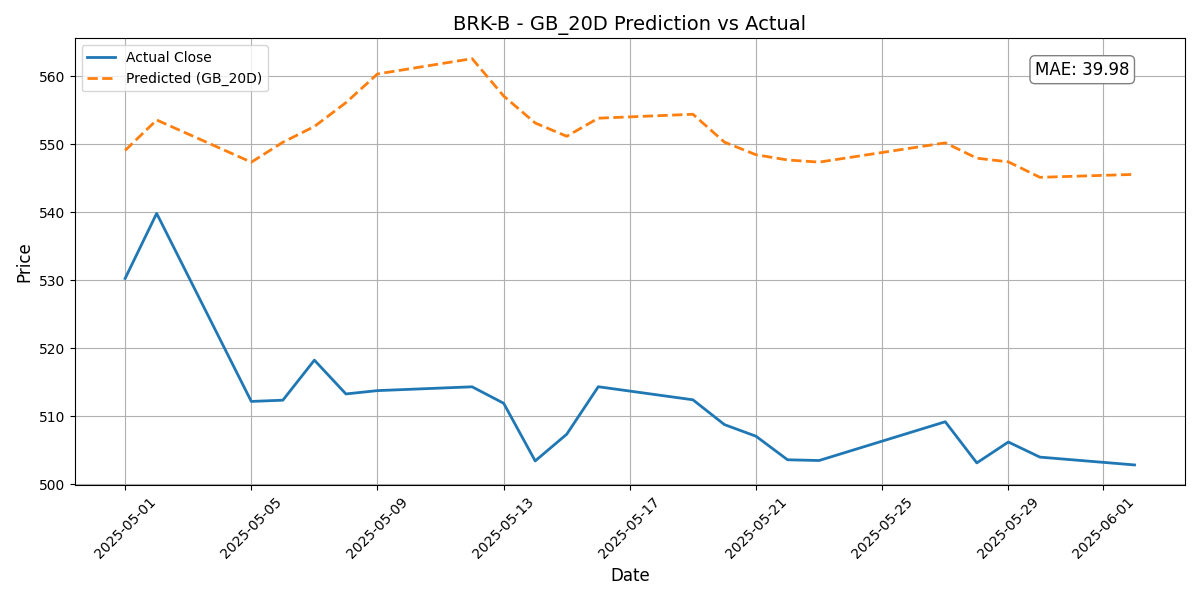 BRK-B - GB_20D Prediction vs Actual
Actual Close
Predicted (GB_20D)
MAE: 39.98
Price
560
550
540
530
520
510
500
2025-05-01
2025-05-05
2025-05-09
2025-05-13
2025-05-17
2025-05-21
2025-05-25
2025-05-29
2025-06-01
Date